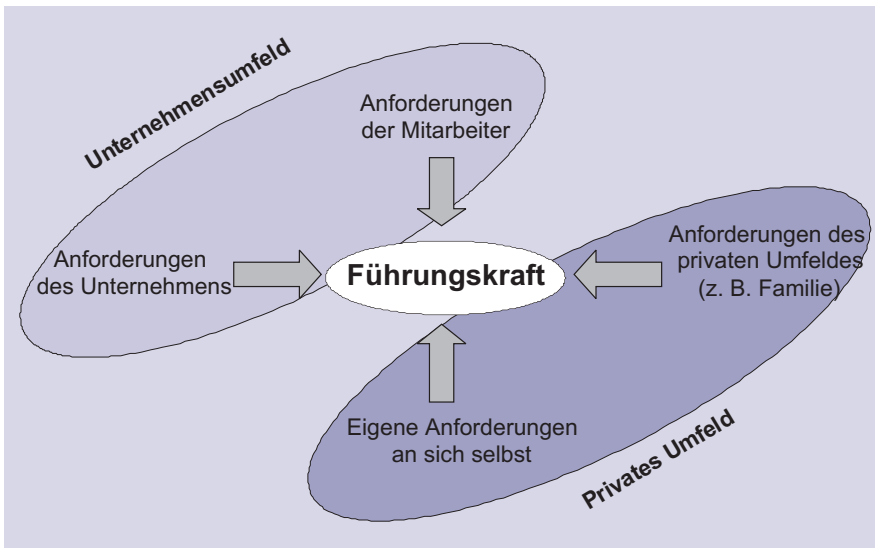 Unternehmensumfeld
Anforderungen
der Mitarbeiter
Anforderungen
des Unternehmens
Führungskraft
Anforderungen des
privaten Umfeldes
(z. B. Familie)
Eigene Anforderungen
an sich selbst
Privates Umfeld